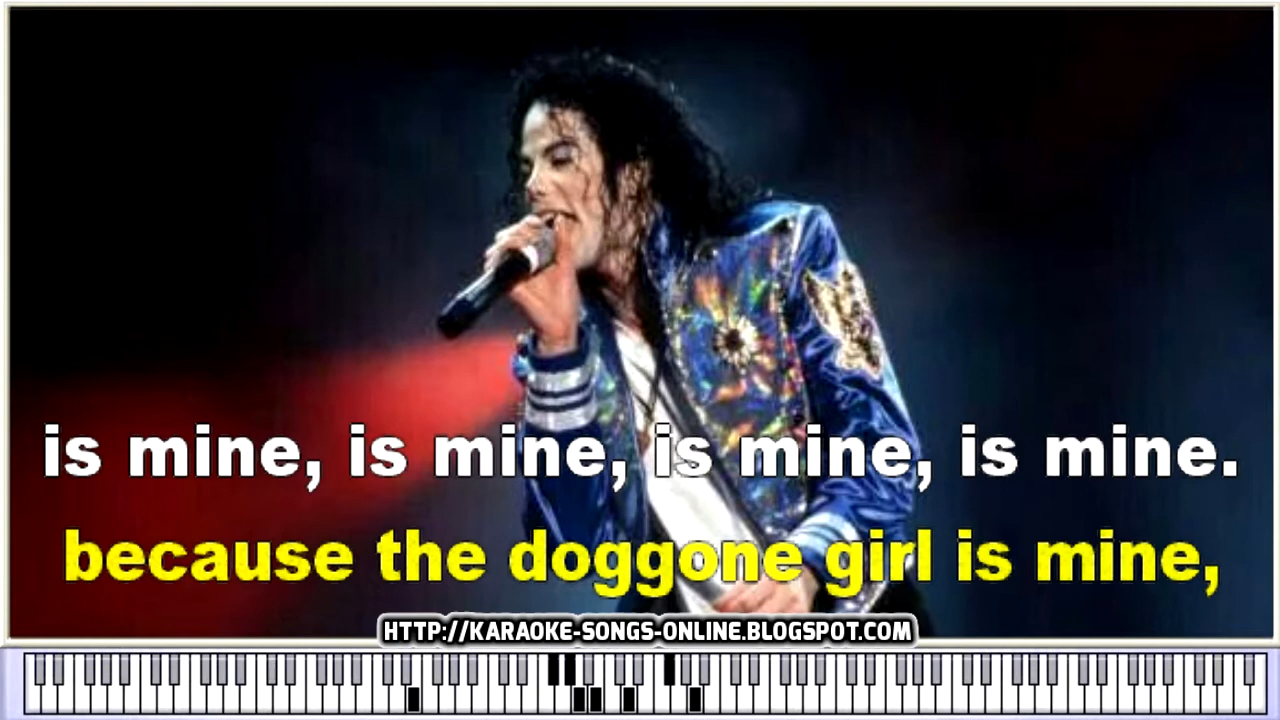 is mine, is mine, is mine, is mine.
because the doggone girl is mine,
HTTP://KARAOKE-SONGS-ONLINE.BLOGSPOT.COM